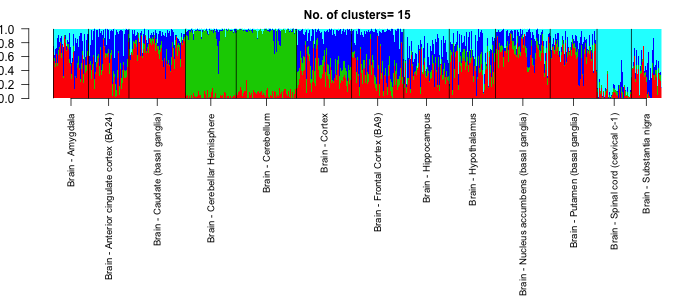 No. of clusters= 15
1.0
0.8
0.6
0.4
0.2
0.0
Brain - Amygdala
Brain - Anterior cingulate cortex (BA24)
Brain - Caudate (basal ganglia)
Brain - Cerebellar Hemisphere
Brain - Cerebellum
Brain - Cortex
Brain - Frontal Cortex (BA9)
Brain - Hippocampus
Brain - Hypothalamus
Brain - Nucleus accumbens (basal ganglia)
Brain - Putamen (basal ganglia)
Brain - Spinal cord (cervical c-1)
Brain - Substantia nigra